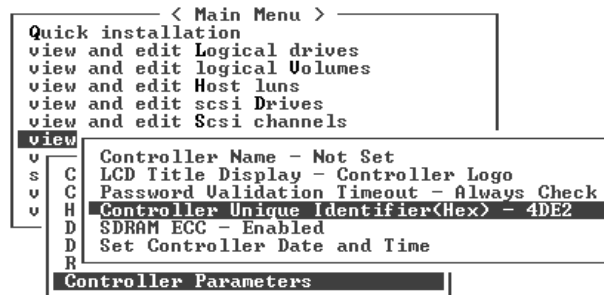 < Main Menu >
Quick installation
view and edit Logical drives
view and edit logical Volumes
view and edit Host luns
view and edit scsi Drives
view and edit Scsi channels
view
v
s
v
v
C
C
H
D
D
R
Controller Name - Not Set
LCD Title Display - Controller Logo
Password Validation Timeout - Always Check
Controller Unique Identifier(Hex) - 4DE2
SDRAM ECC - Enabled
Set Controller Date and Time
Controller Parameters